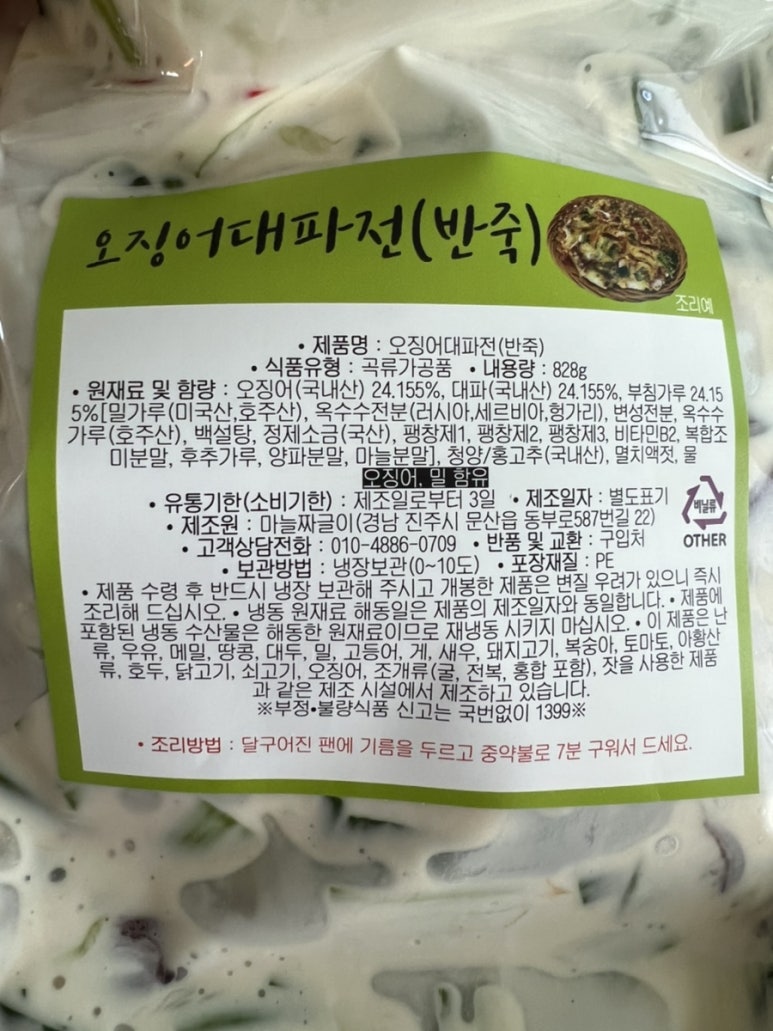 오징어대파전(반죽)
조리예
• 제품명 : 오징어대파전(반죽)
• 식품유형 : 곡류가공품 • 내용량 : 828g
• 원재료 및 함량 : 오징어(국내산) 24.155%, 대파(국내산) 24.155%, 부침가루 24.15
5%[밀가루(미국산,호주산), 옥수수전분(러시아,세르비아,헝가리), 변성전분, 옥수수
가루(호주산), 백설탕, 정제소금(국산), 팽창제1, 팽창제2, 팽창제3, 비타민B2, 복합조
미분말, 후추가루, 양파분말, 마늘분말], 청양/홍고추(국내산), 멸치액젓, 물
오징어, 밀 함유
• 유통기한(소비기한) : 제조일로부터 3일 • 제조일자 : 별도표기
• 제조원 : 마늘짜글이(경남 진주시 문산읍 동부로587번길 22)
• 고객상담전화 : 010-4886-0709 • 반품 및 교환 : 구입처
• 보관방법 : 냉장보관(0~10도) • 포장재질 : PE
비닐류
OTHER
• 제품 수령 후 반드시 냉장 보관해 주시고 개봉한 제품은 변질 우려가 있으니 즉시
조리해 드십시오. • 냉동 원재료 해동일은 제품의 제조일자와 동일합니다. • 제품에
포함된 냉동 수산물은 해동한 원재료이므로 재냉동 시키지 마십시오. • 이 제품은 난
류, 우유, 메밀, 땅콩, 대두, 밀, 고등어, 게, 새우, 돼지고기, 복숭아, 토마토, 아황산
류, 호두, 닭고기, 쇠고기, 오징어, 조개류(굴, 전복, 홍합 포함), 잣을 사용한 제품
과 같은 제조 시설에서 제조하고 있습니다.
※부정•불량식품 신고는 국번없이 1399※
• 조리방법 : 달구어진 팬에 기름을 두르고 중약불로 7분 구워서 드세요.